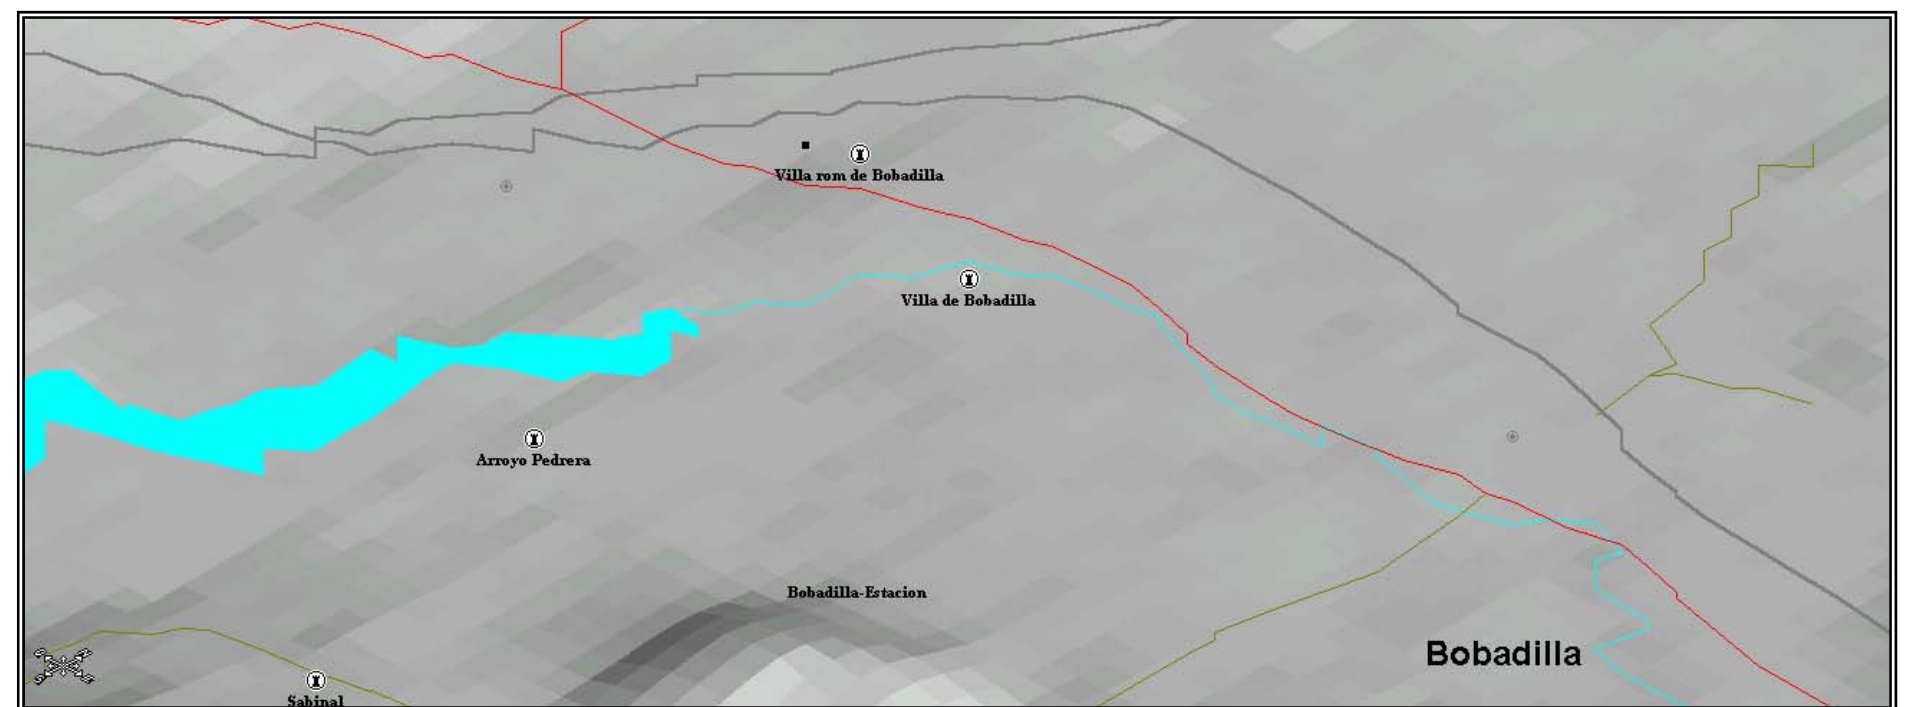 Villa rom de Bobadilla
Villa de Bobadilla
Arroyo Pedrera
Bobadilla-Estacion
Bobadilla
Sabinal